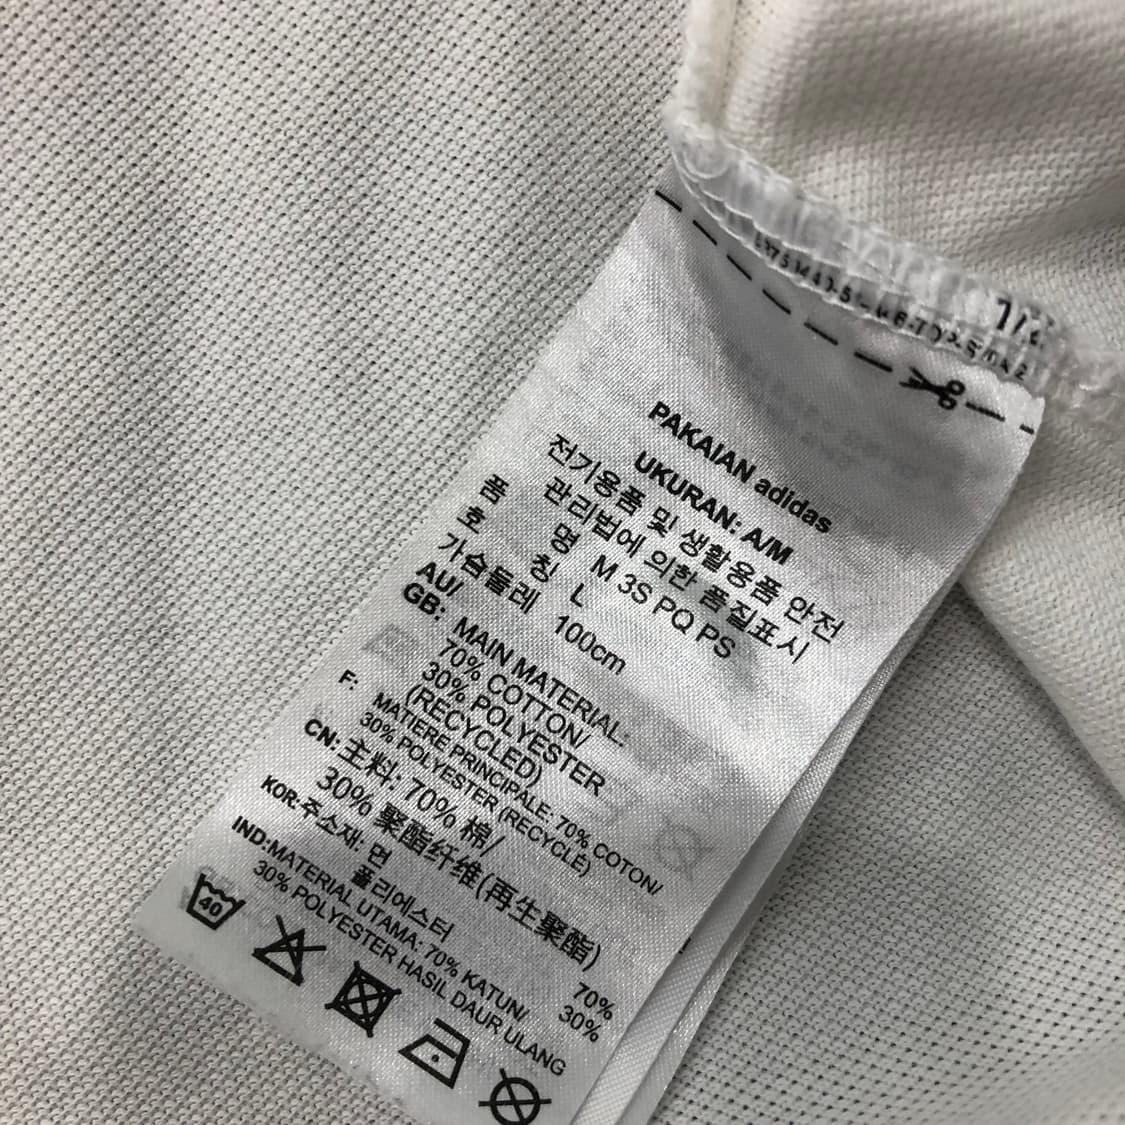 PAKAIAN adidas
UKURAN: A/M
전기용품 및 생활용품 안전
관리법에 의한 품질표시
품 명 M 3S PQ PS
호 칭 L
가슴둘레 100cm
AU/
GB: MAIN MATERIAL:
70% COTTON/
30% POLYESTER
(RECYCLED)
F: MATIERE PRINCIPALE: 70% COTON/
30% POLYESTER (RECYCLÉ)
CN: 主料: 70% 棉/
30% 聚酯纤维(再生聚酯)
KOR: 주소재: 면 70%
폴리에스터 30%
IND:MATERIAL UTAMA: 70% KATUN/
30% POLYESTER HASIL DAUR ULANG
40